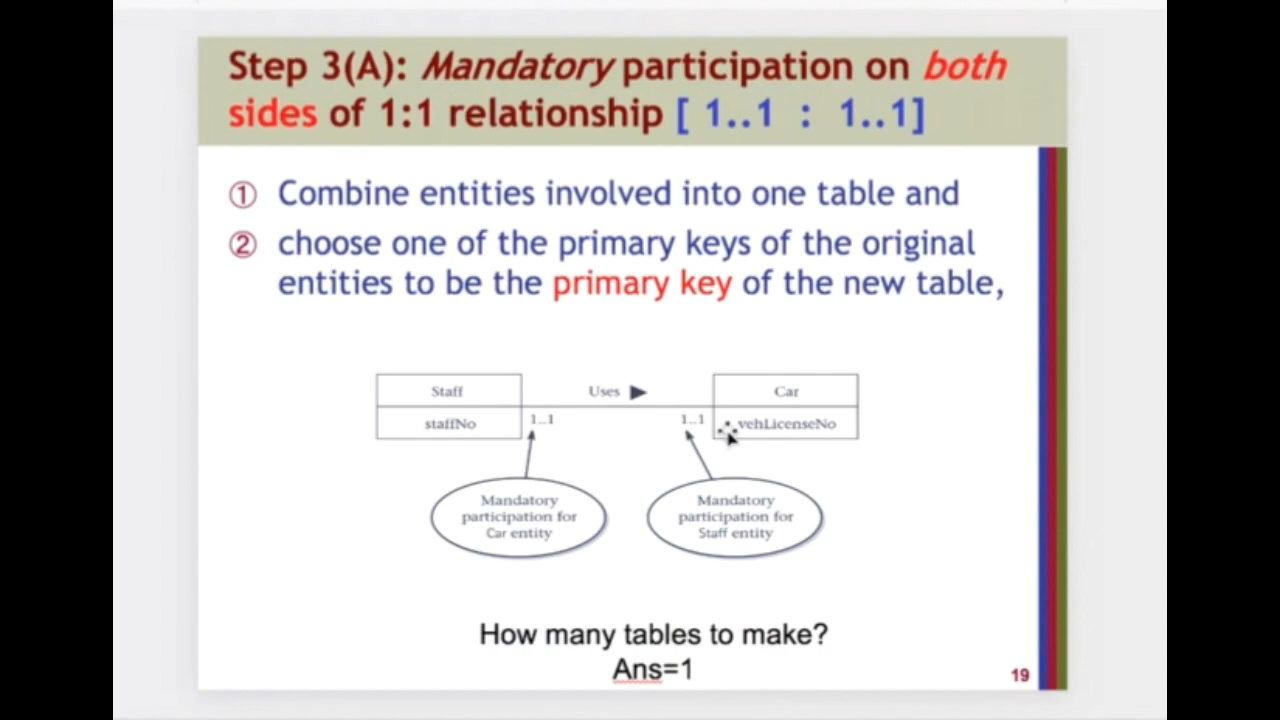 Step 3(A): Mandatory participation on both
sides of 1:1 relationship [ 1..1 : 1..1]
① Combine entities involved into one table and
② choose one of the primary keys of the original
entities to be the primary key of the new table,
Staff
Uses ▶
Car
staffNo
1..1
1..1
vehLicenseNo
Mandatory
participation for
Car entity
Mandatory
participation for
Staff entity
How many tables to make?
Ans=1
19